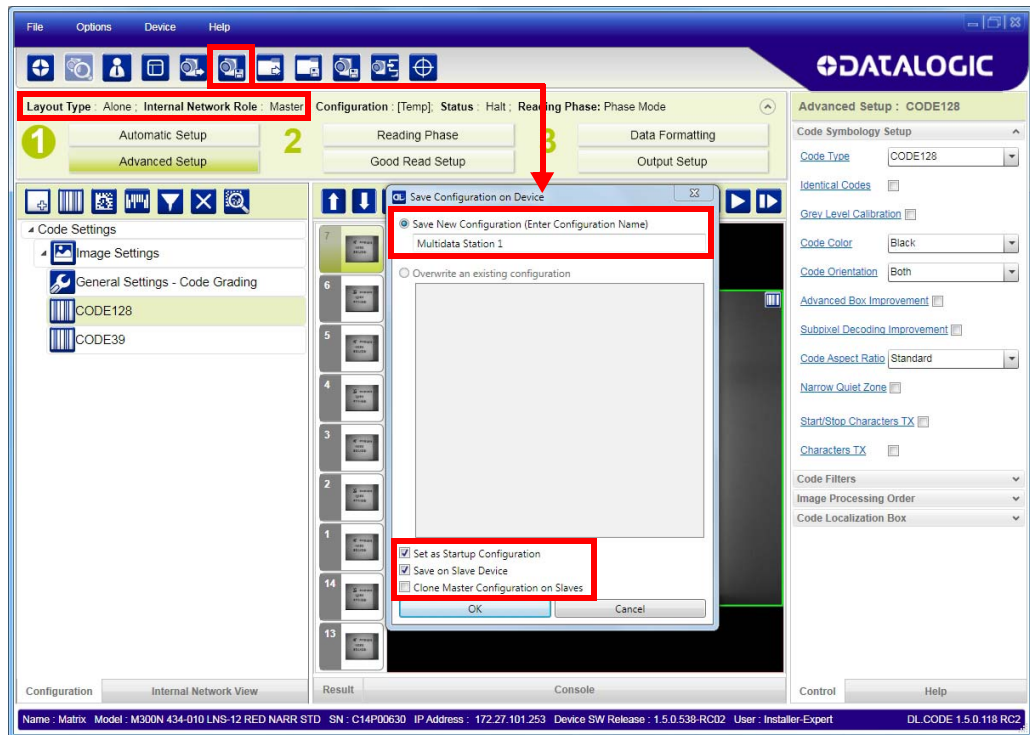 File Options Device Help
DATALOGIC
Layout Type : Alone ; Internal Network Role : Master Configuration : [Temp]; Status : Halt ; Reading Phase: Phase Mode
1 Automatic Setup
Advanced Setup
2 Reading Phase
Good Read Setup
3 Data Formatting
Output Setup
Code Settings
Image Settings
General Settings - Code Grading
CODE128
CODE39
Configuration Internal Network View
7
6
5
4
3
2
1
14
13
Result Console
Save Configuration on Device
Save New Configuration (Enter Configuration Name)
Multidata Station 1
Overwrite an existing configuration
Set as Startup Configuration
Save on Slave Device
Clone Master Configuration on Slaves
OK Cancel
Advanced Setup : CODE128
Code Symbology Setup
Code Type CODE128
Identical Codes
Grey Level Calibration
Code Color Black
Code Orientation Both
Advanced Box Improvement
Subpixel Decoding Improvement
Code Aspect Ratio Standard
Narrow Quiet Zone
Start/Stop Characters TX
Characters TX
Code Filters
Image Processing Order
Code Localization Box
Control Help
Name : Matrix Model : M300N 434-010 LNS-12 RED NARR STD SN : C14P00630 IP Address : 172.27.101.253 Device SW Release : 1.5.0.538-RC02 User : Installer-Expert DL.CODE 1.5.0.118 RC2